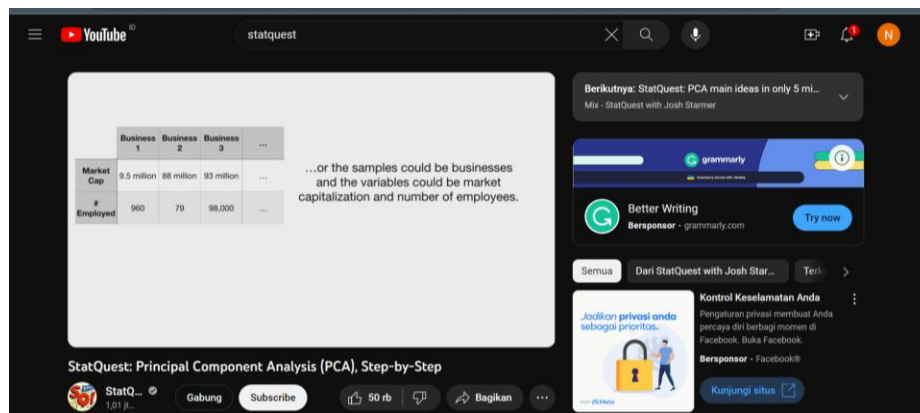 YouTube ID
statquest
1
N
Business 1 Business 2 Business 3 ...
Market Cap 9.5 million 88 million 93 million ...
# Employed 960 79 98,000 ...
...or the samples could be businesses
and the variables could be market
capitalization and number of employees.
StatQuest: Principal Component Analysis (PCA), Step-by-Step
StatQ...
1,01 jt...
Gabung
Subscribe
50 rb
Bagikan
...
Berikutnya: StatQuest: PCA main ideas in only 5 mi...
Mix - StatQuest with Josh Starmer
grammarly
Better Writing
Bersponsor · grammarly.com
Try now
Semua
Dari StatQuest with Josh Star...
Jadikan privasi anda
sebagai prioritas.
Kontrol Keselamatan Anda
Pengaturan privasi membuat Anda
percaya diri berbagi momen di
Facebook. Buka Facebook.
Bersponsor · Facebook®
Kunjungi situs